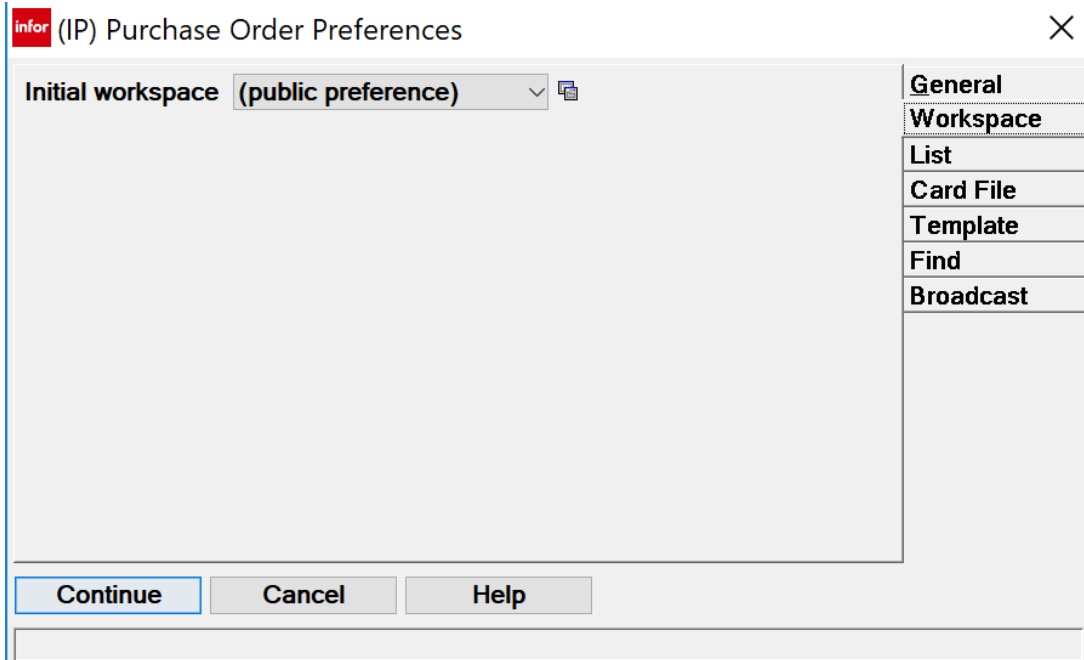 infor (IP) Purchase Order Preferences
Initial workspace (public preference)
General
Workspace
List
Card File
Template
Find
Broadcast
Continue Cancel Help